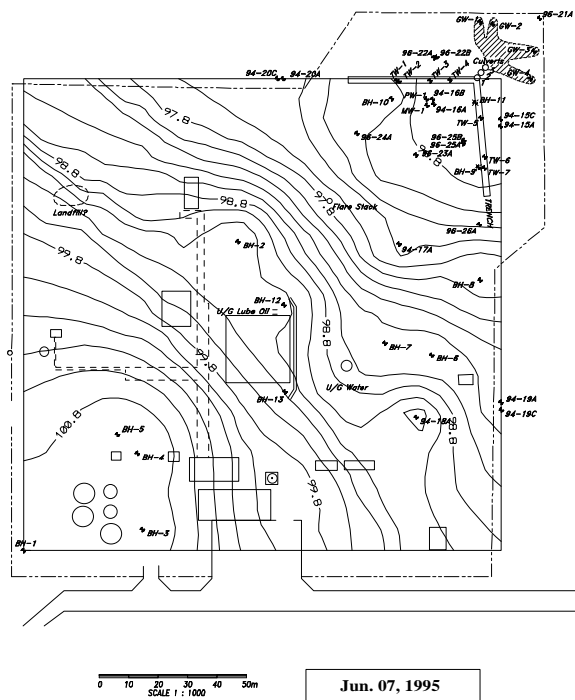 96-21A
GW-1
GW-2
GW-3
GW-4
Culverts
96-22A
96-22B
TW-1
TW-2
TW-3
TW-4
94-20C
94-20A
97.8
BH-10
PW-1
94-16B
MW-1
94-16A
BH-11
TW-5
94-15C
94-15A
96-24A
96-25B
96-25A
96-23A
TW-6
BH-9
TW-7
TRENCH
98.8
Landfill?
98.8
97.8
Flare Stack
96-26A
BH-2
94-17A
99.8
BH-8
BH-12
U/G Lube Oil
98.8
BH-7
BH-6
99.8
U/G Water
BH-13
94-19A
94-19C
100.8
94-18A
98.8
BH-5
BH-4
99.8
BH-3
BH-1
0 10 20 30 40 50m
SCALE 1 : 1000
Jun. 07, 1995